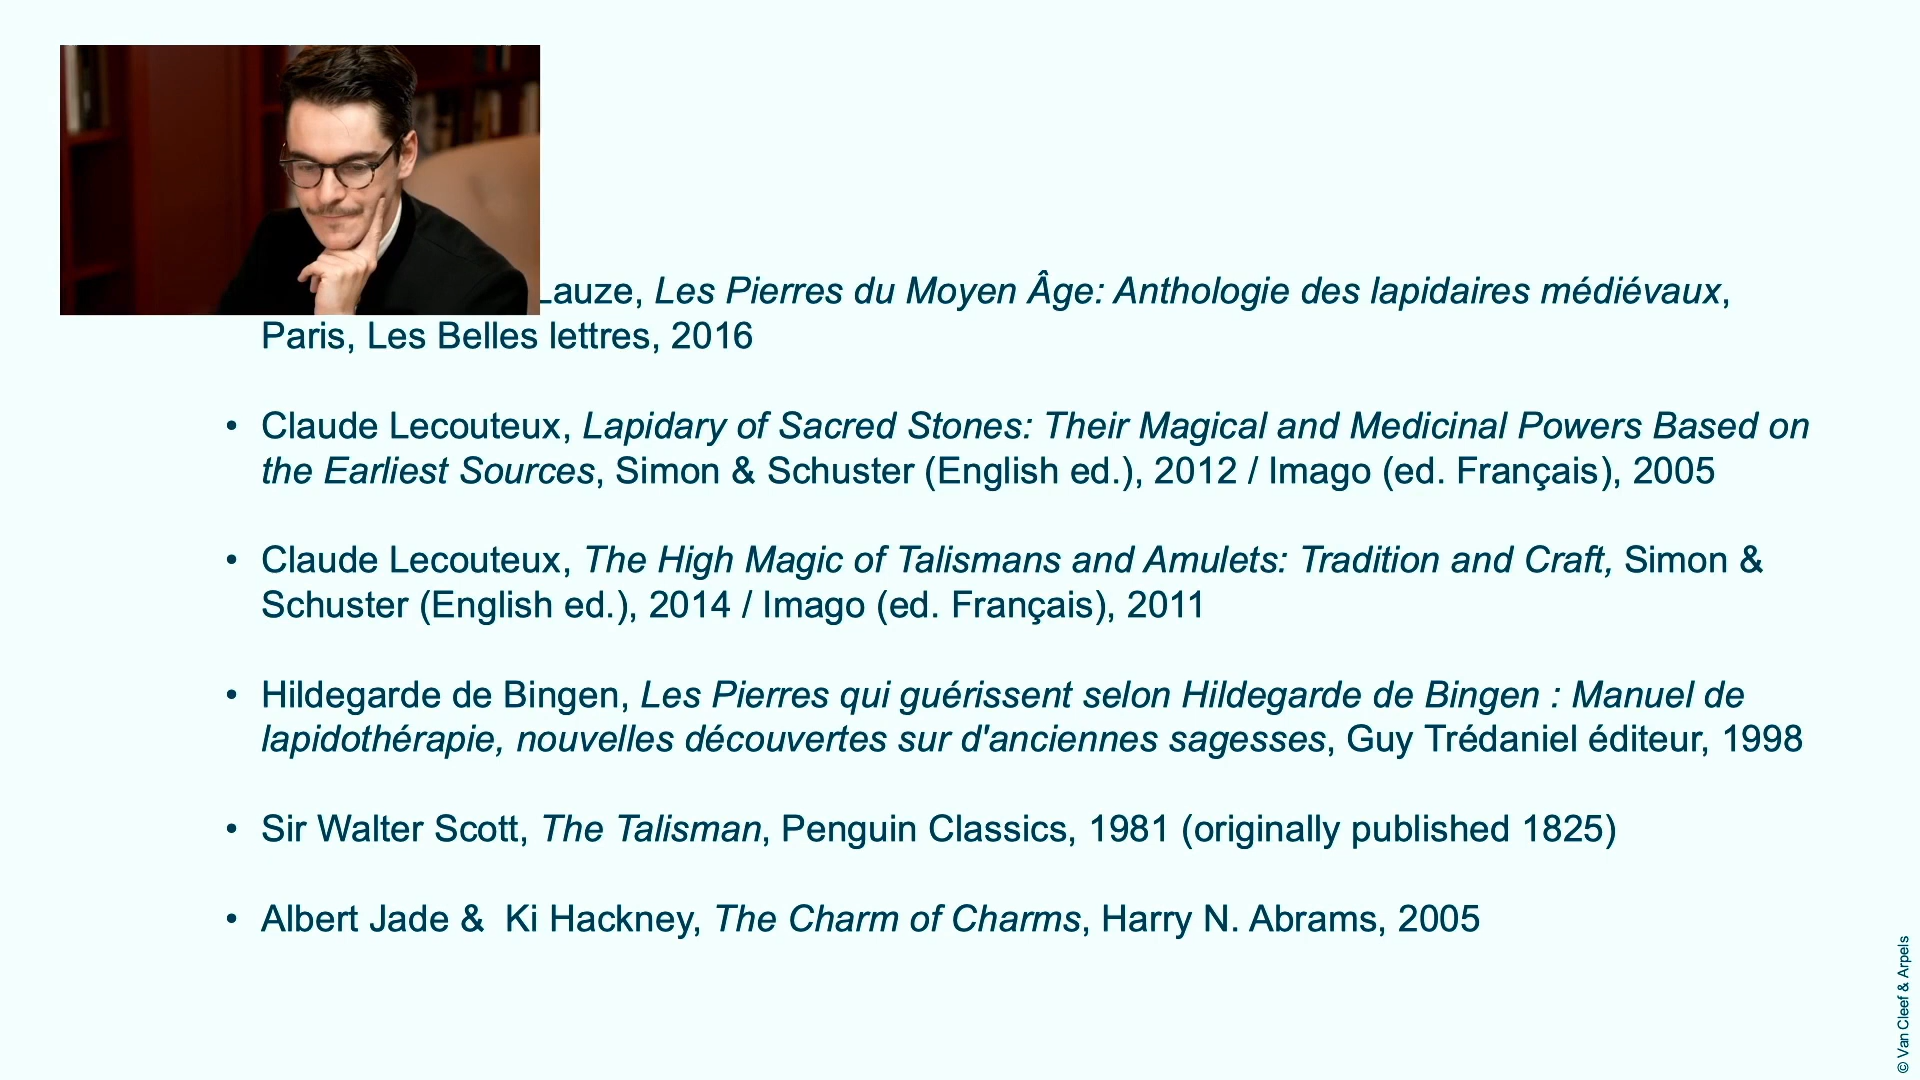 Lauze, Les Pierres du Moyen Âge: Anthologie des lapidaires médiévaux,
Paris, Les Belles lettres, 2016
• Claude Lecouteux, Lapidary of Sacred Stones: Their Magical and Medicinal Powers Based on
the Earliest Sources, Simon & Schuster (English ed.), 2012 / Imago (ed. Français), 2005
• Claude Lecouteux, The High Magic of Talismans and Amulets: Tradition and Craft, Simon &
Schuster (English ed.), 2014 / Imago (ed. Français), 2011
• Hildegarde de Bingen, Les Pierres qui guérissent selon Hildegarde de Bingen : Manuel de
lapidothérapie, nouvelles découvertes sur d'anciennes sagesses, Guy Trédaniel éditeur, 1998
• Sir Walter Scott, The Talisman, Penguin Classics, 1981 (originally published 1825)
• Albert Jade &  Ki Hackney, The Charm of Charms, Harry N. Abrams, 2005
© Van Cleef & Arpels